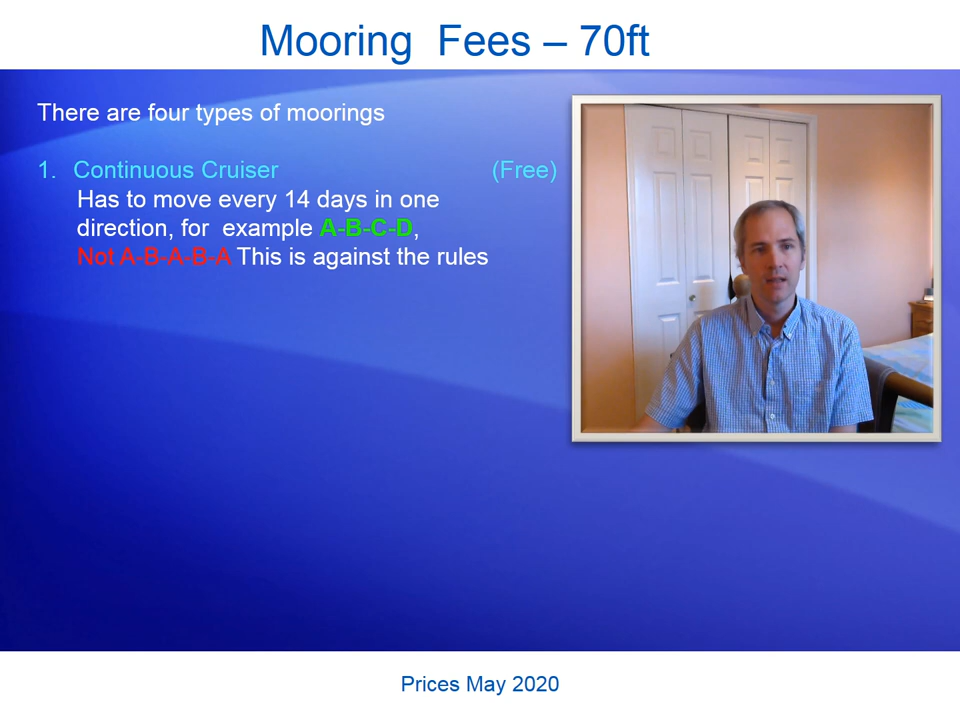 Mooring Fees – 70ft
There are four types of moorings
1. Continuous Cruiser (Free)
Has to move every 14 days in one
direction, for example A-B-C-D,
Not A-B-A-B-A This is against the rules
Prices May 2020